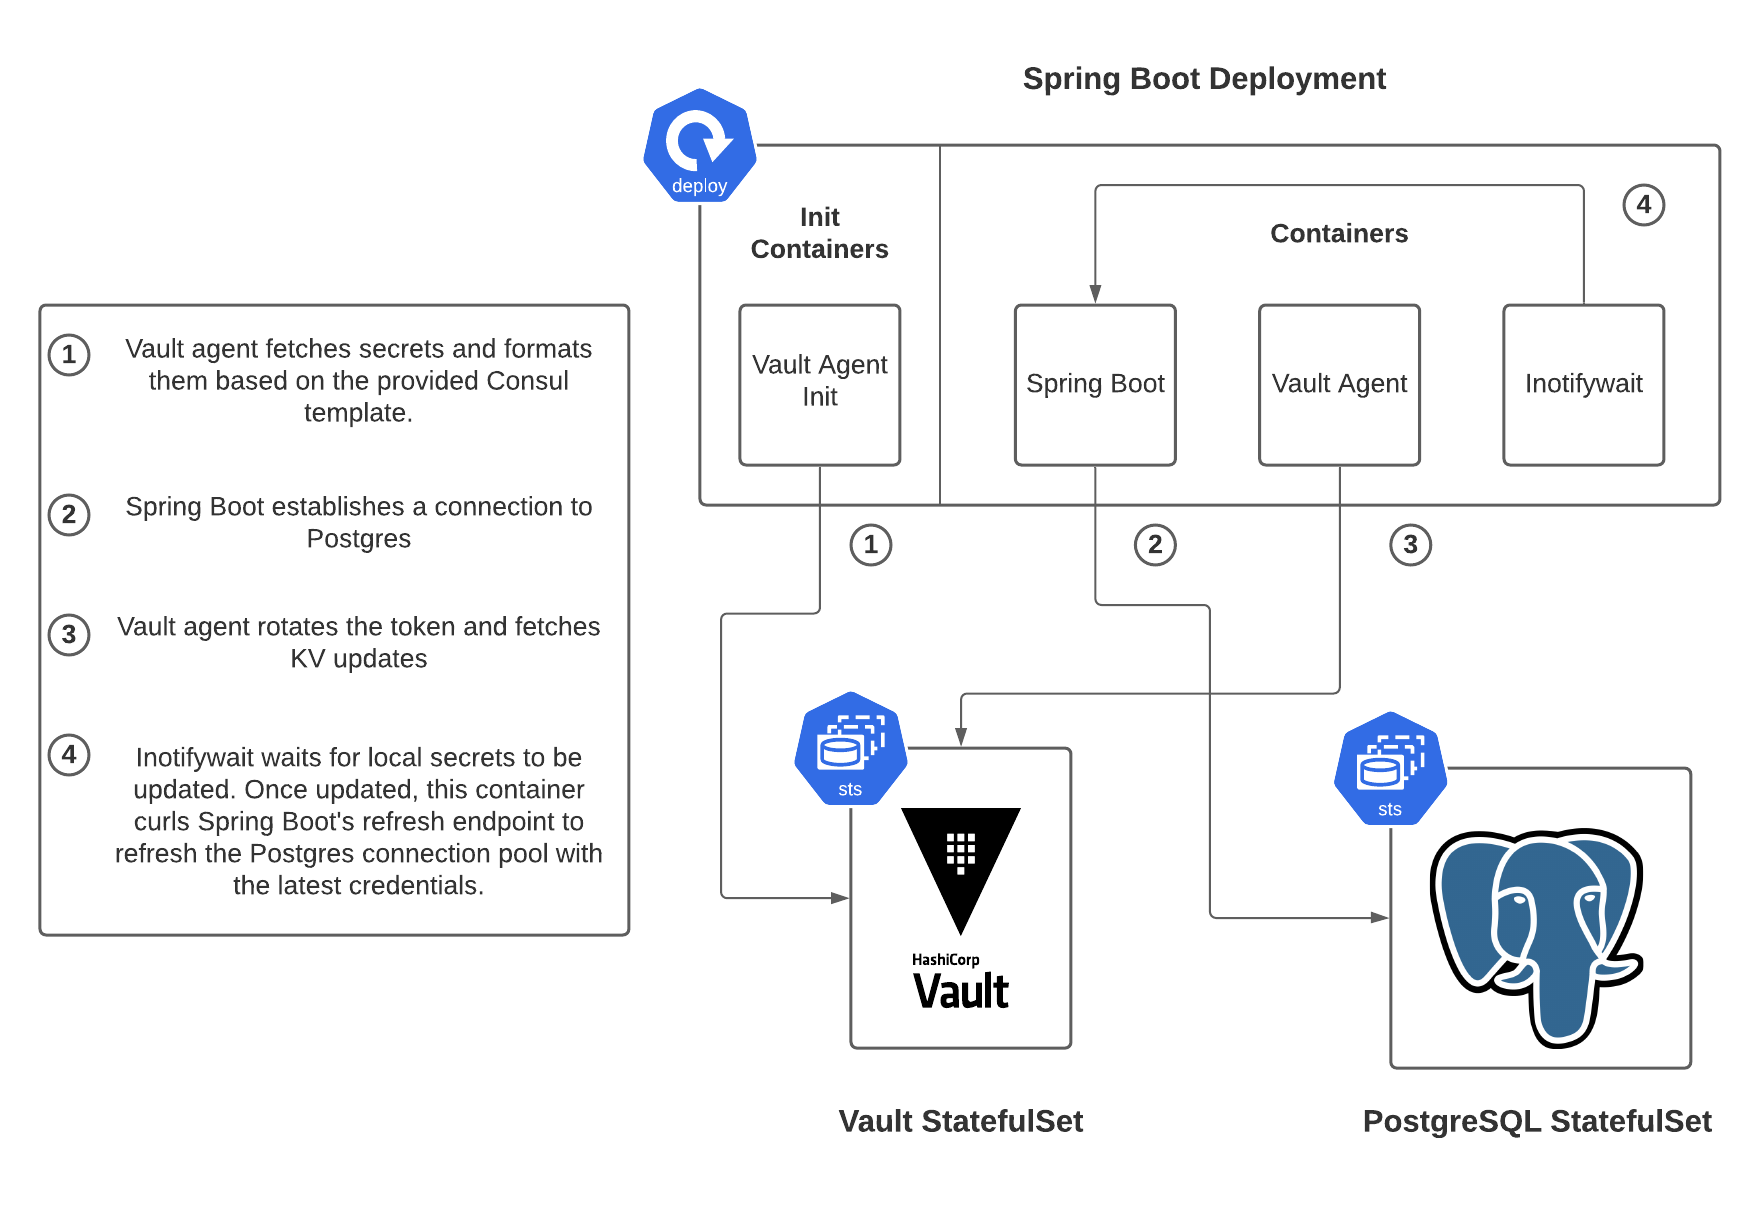 Spring Boot Deployment
deploy
Init
Containers
Containers
4
Vault Agent
Init
Spring Boot
Vault Agent
Inotifywait
1
Vault agent fetches secrets and formats
them based on the provided Consul
template.
2
Spring Boot establishes a connection to
Postgres
3
Vault agent rotates the token and fetches
KV updates
4
Inotifywait waits for local secrets to be
updated. Once updated, this container
curls Spring Boot's refresh endpoint to
refresh the Postgres connection pool with
the latest credentials.
1
2
3
sts
HashiCorp
Vault
Vault StatefulSet
sts
PostgreSQL StatefulSet